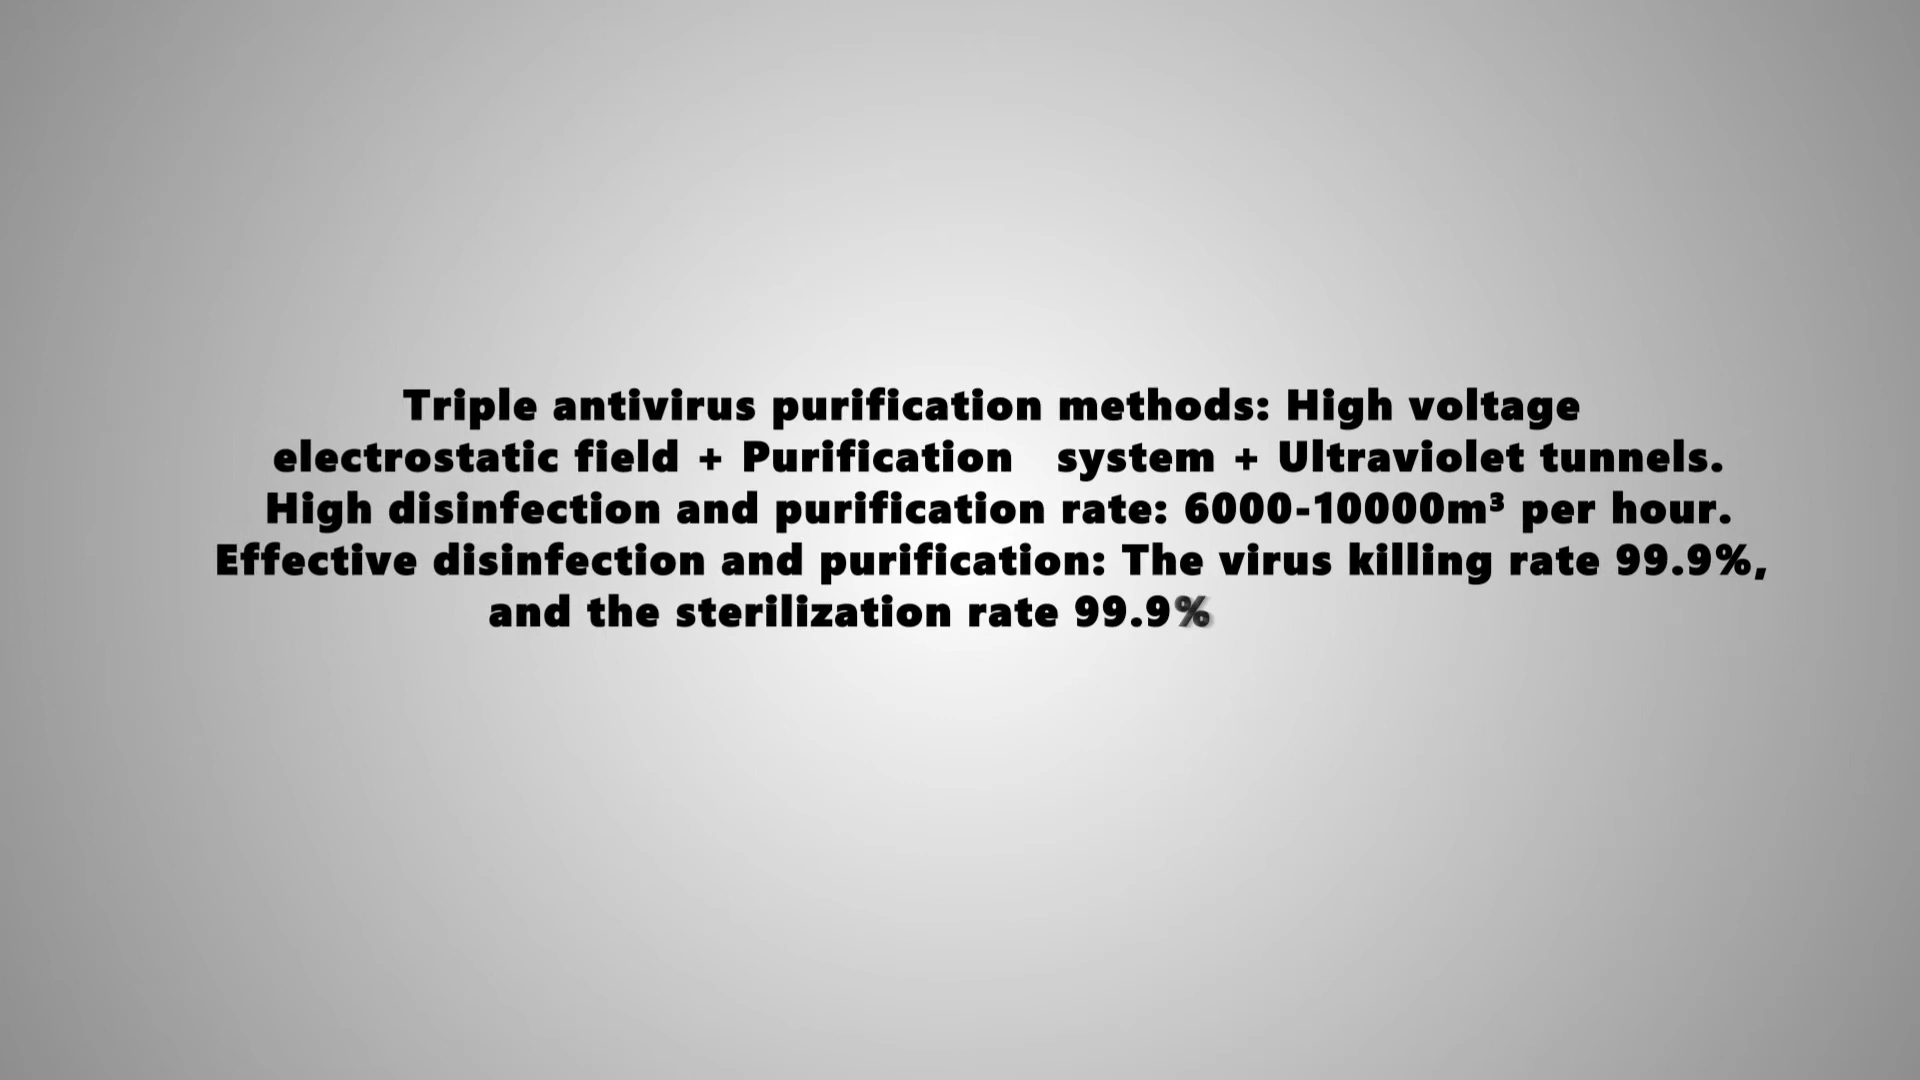 Triple antivirus purification methods: High voltage
electrostatic field + Purification   system + Ultraviolet tunnels.
High disinfection and purification rate: 6000-10000m³ per hour.
Effective disinfection and purification: The virus killing rate 99.9%,
and the sterilization rate 99.9%